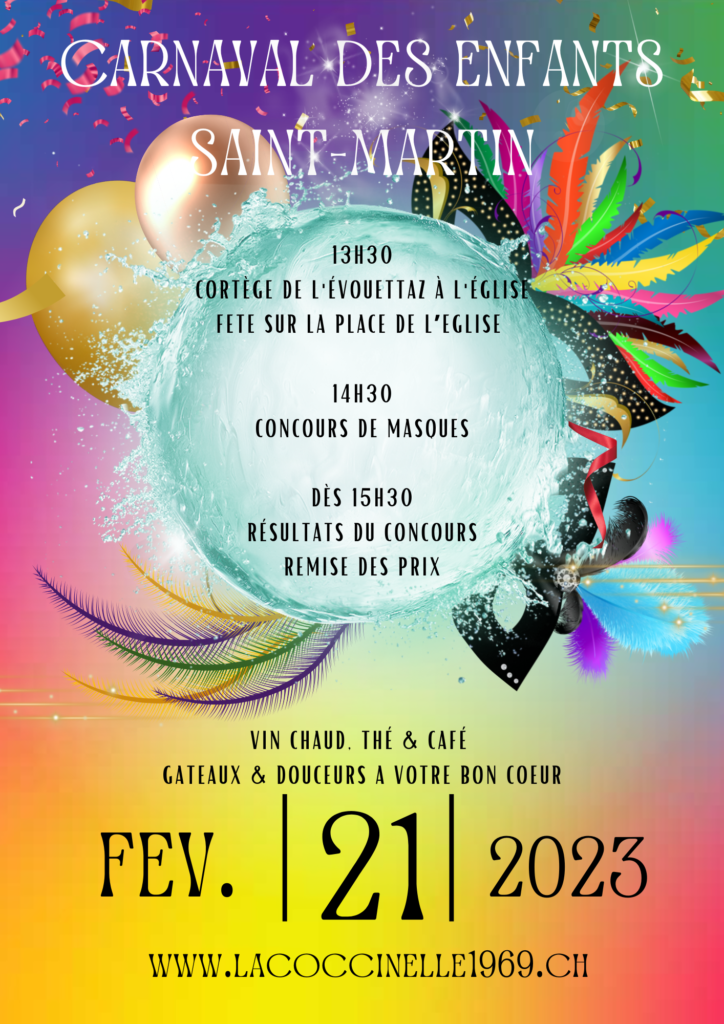 CARNAVAL DES ENFANTS
SAINT-MARTIN
13H30
CORTÈGE DE L'ÉVOUETTAZ À L'ÉGLISE
FETE SUR LA PLACE DE L'EGLISE
14H30
CONCOURS DE MASQUES
DÈS 15H30
RÉSULTATS DU CONCOURS
REMISE DES PRIX
VIN CHAUD, THÉ & CAFÉ
GATEAUX & DOUCEURS A VOTRE BON COEUR
FEV. |21| 2023
WWW.LACOCCINELLE1969.CH